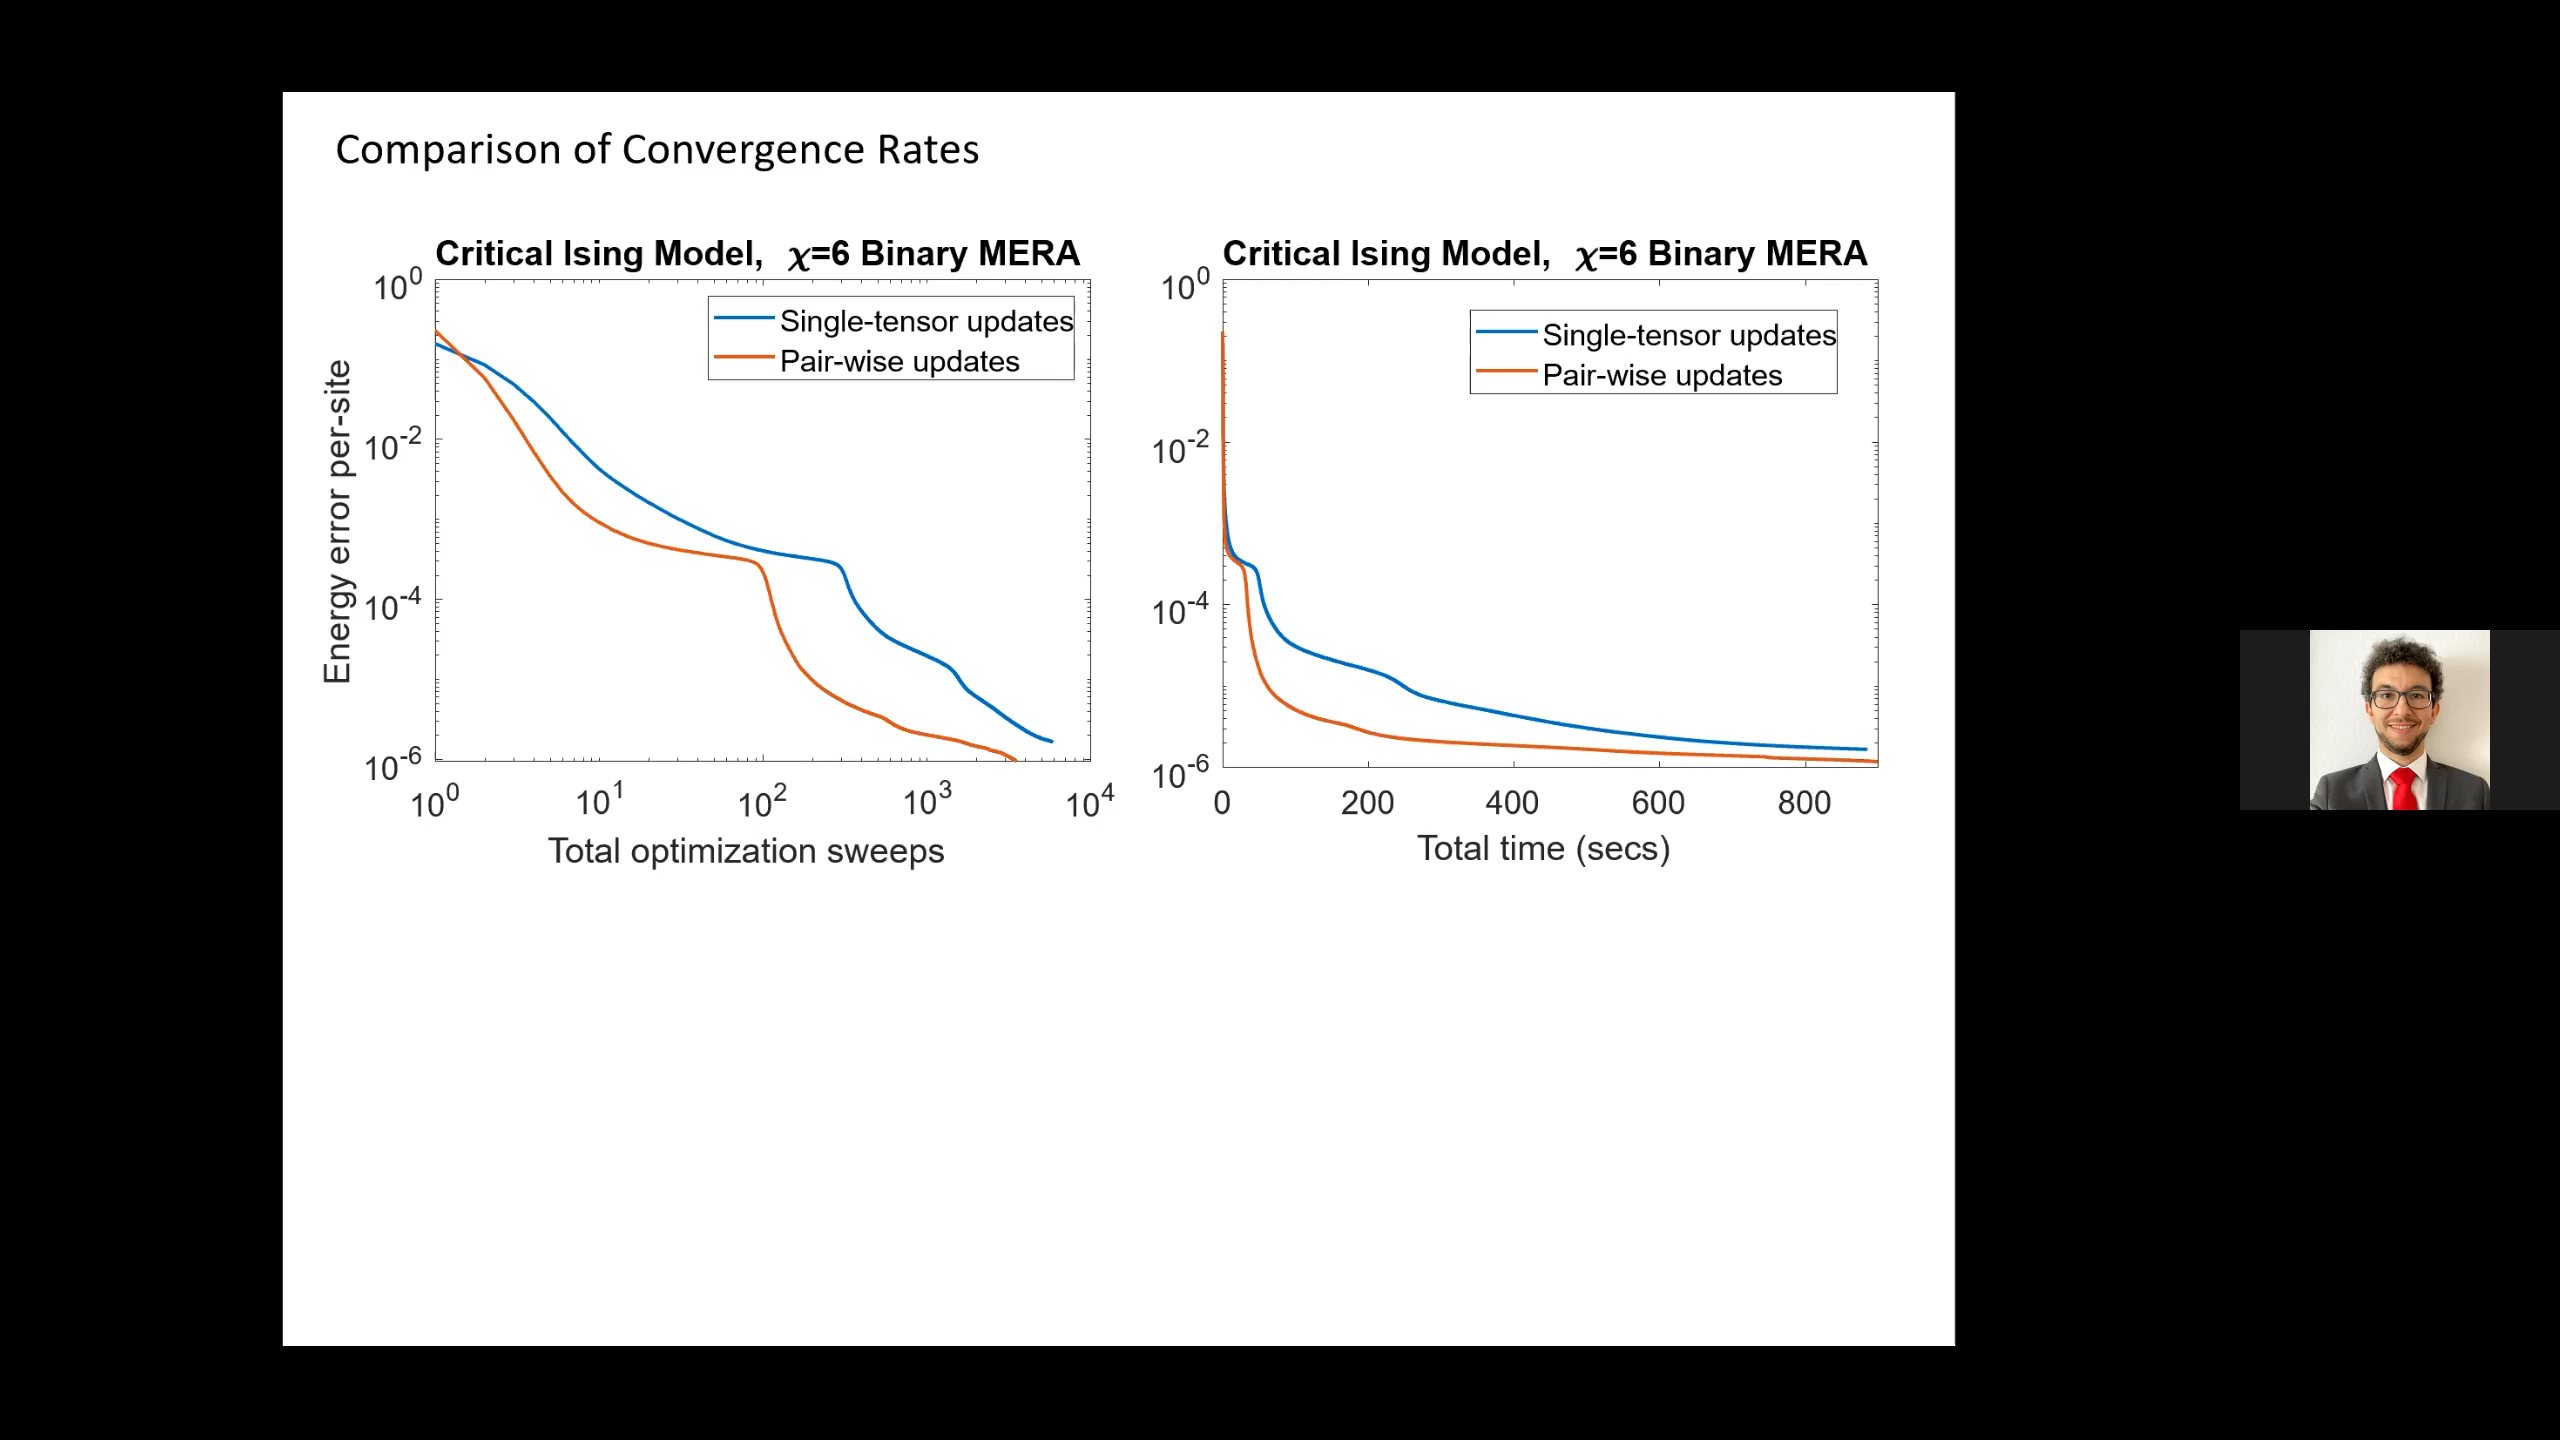 Comparison of Convergence Rates
Critical Ising Model, χ=6 Binary MERA
10^0
10^-2
10^-4
10^-6
Energy error per-site
Single-tensor updates
Pair-wise updates
10^0 10^1 10^2 10^3 10^4
Total optimization sweeps
Critical Ising Model, χ=6 Binary MERA
10^0
10^-2
10^-4
10^-6
Single-tensor updates
Pair-wise updates
0 200 400 600 800
Total time (secs)